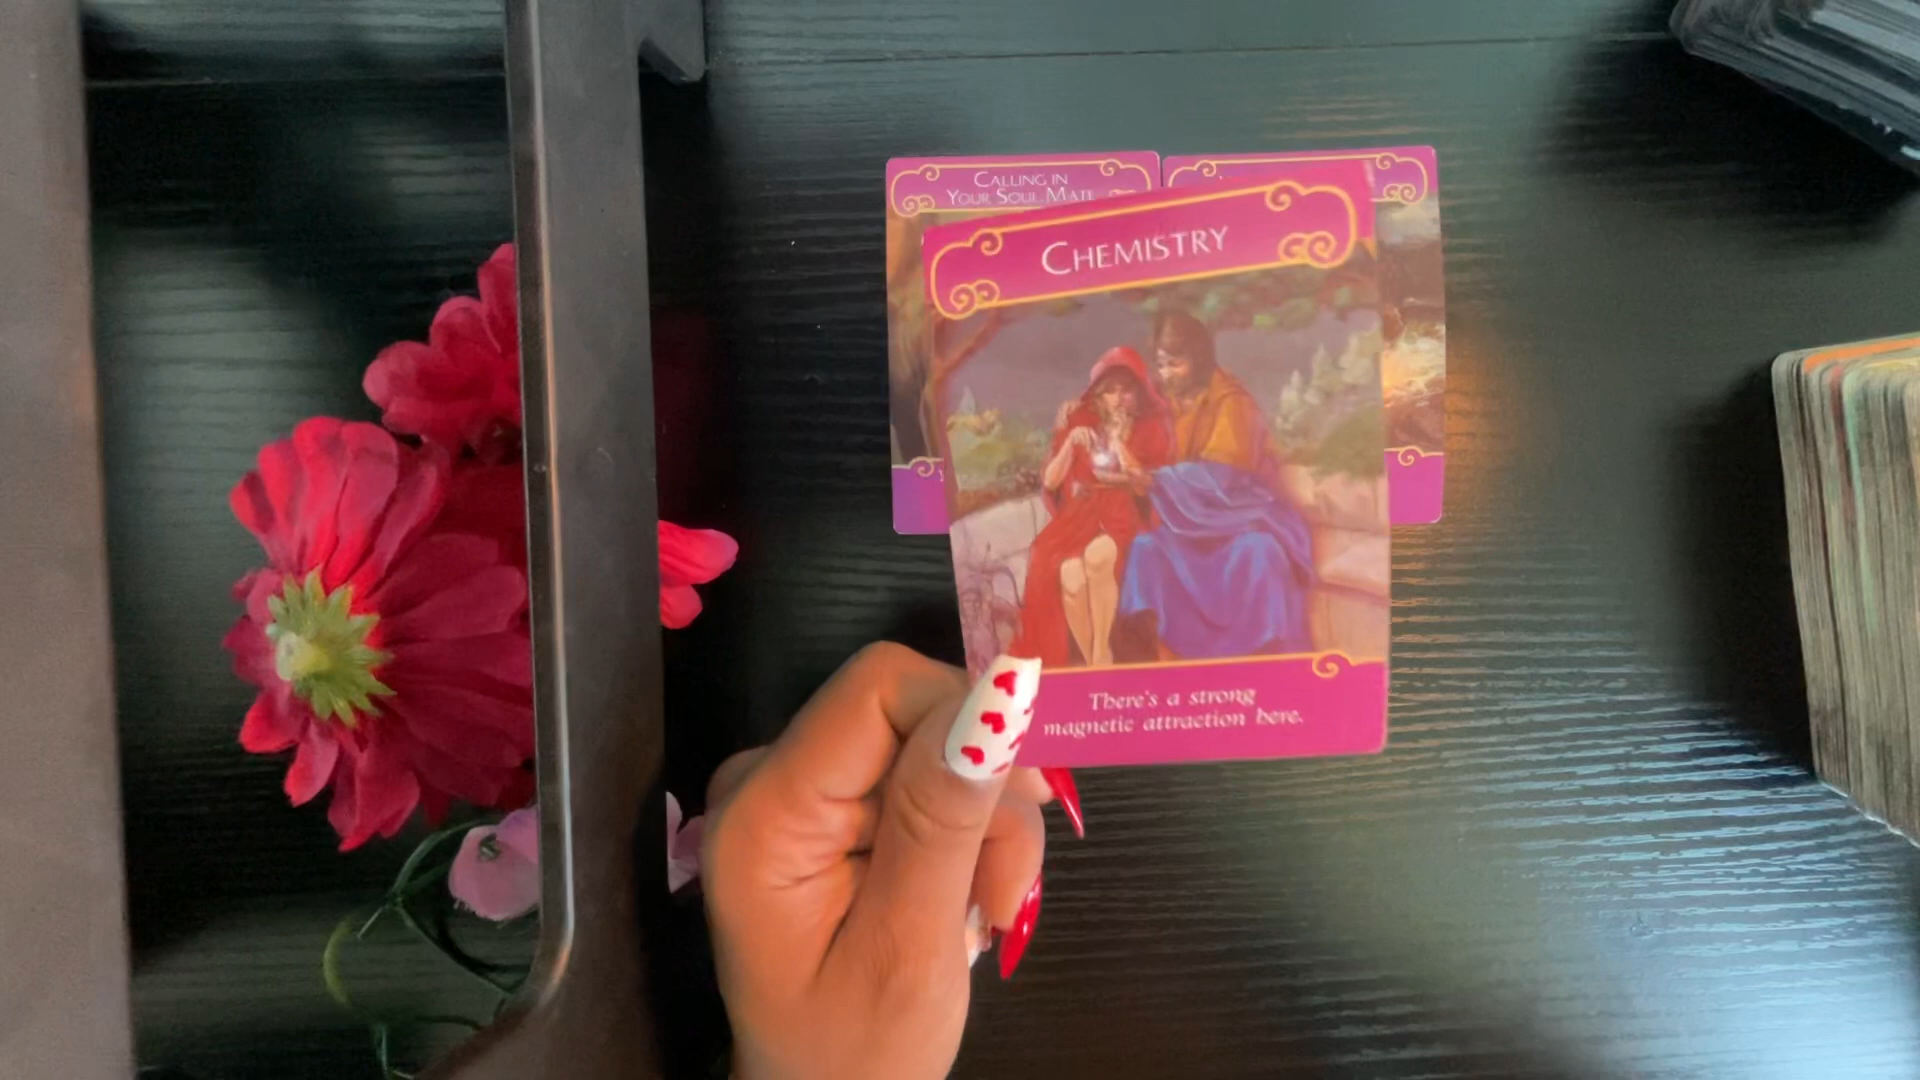 CALLING IN
YOUR SOUL MATE
CHEMISTRY
There's a strong
magnetic attraction here.